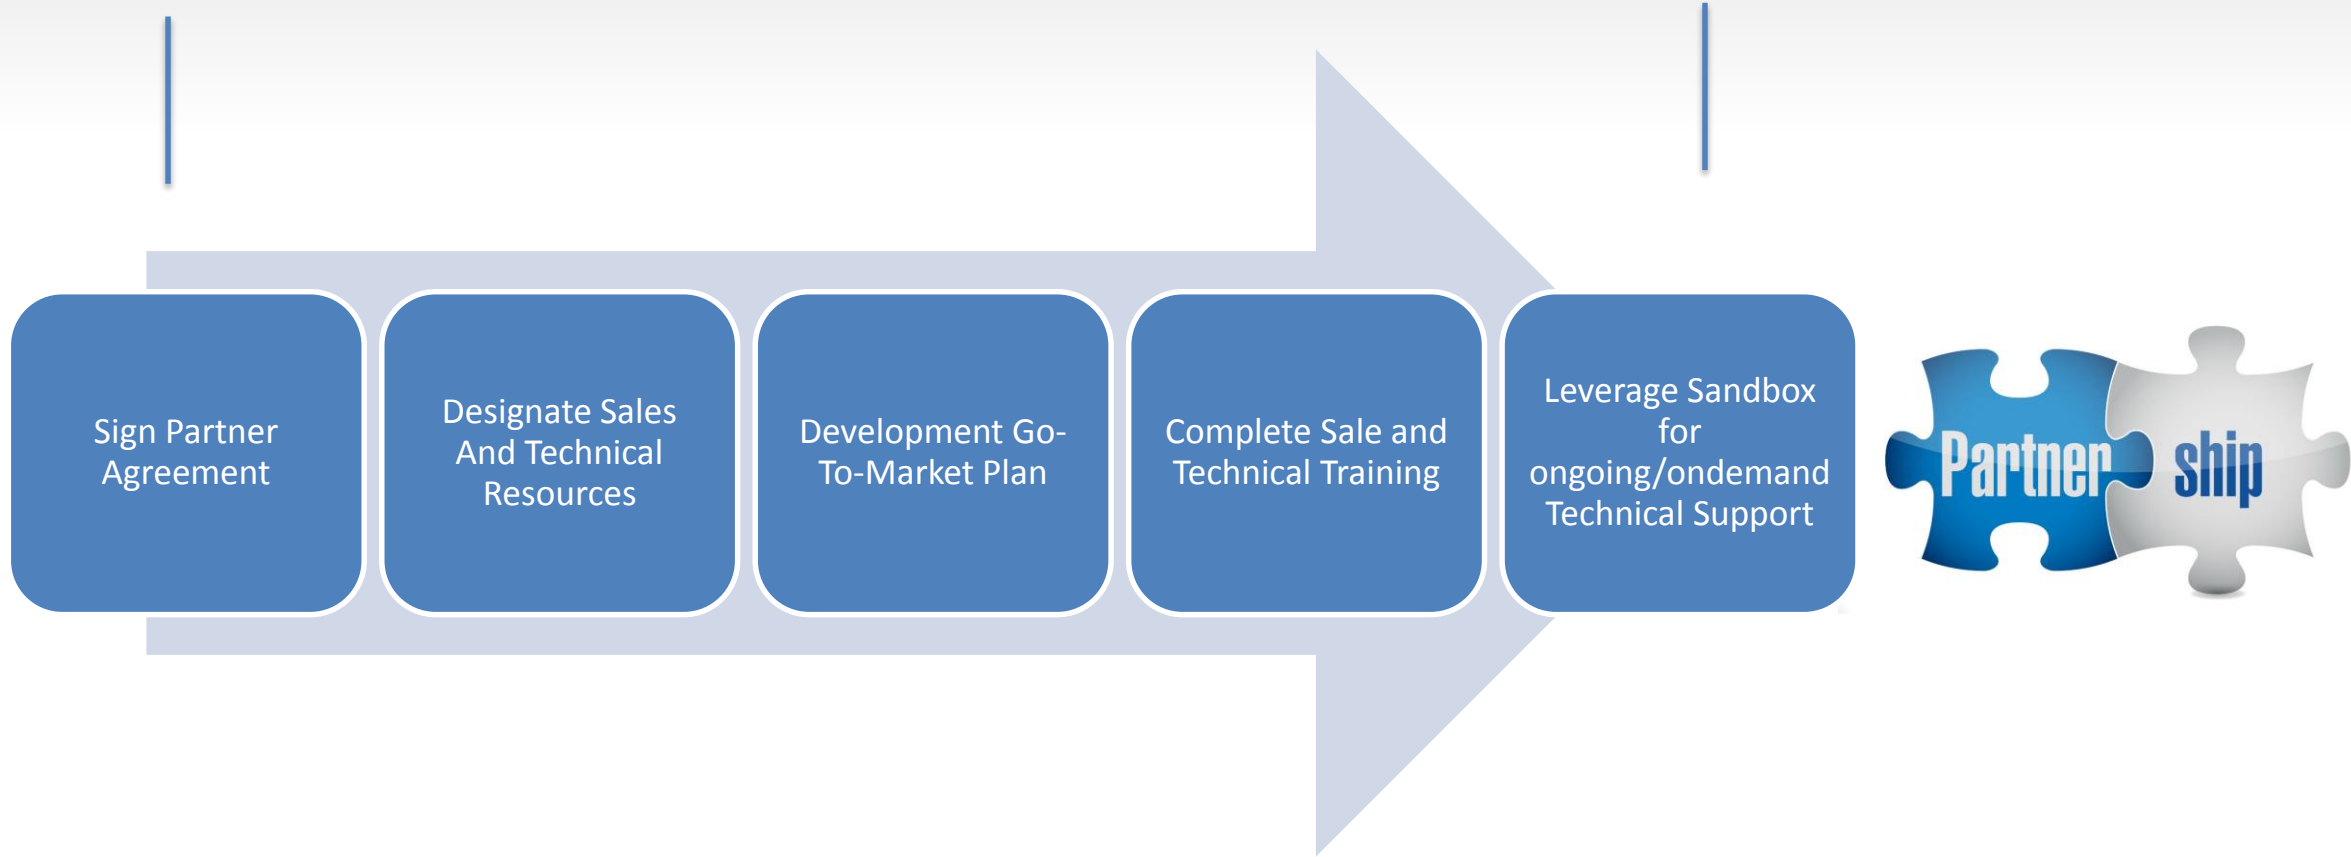 Sign Partner
Agreement
Designate Sales
And Technical
Resources
Development Go-
To-Market Plan
Complete Sale and
Technical Training
Leverage Sandbox
for
ongoing/ondemand
Technical Support
Partner ship